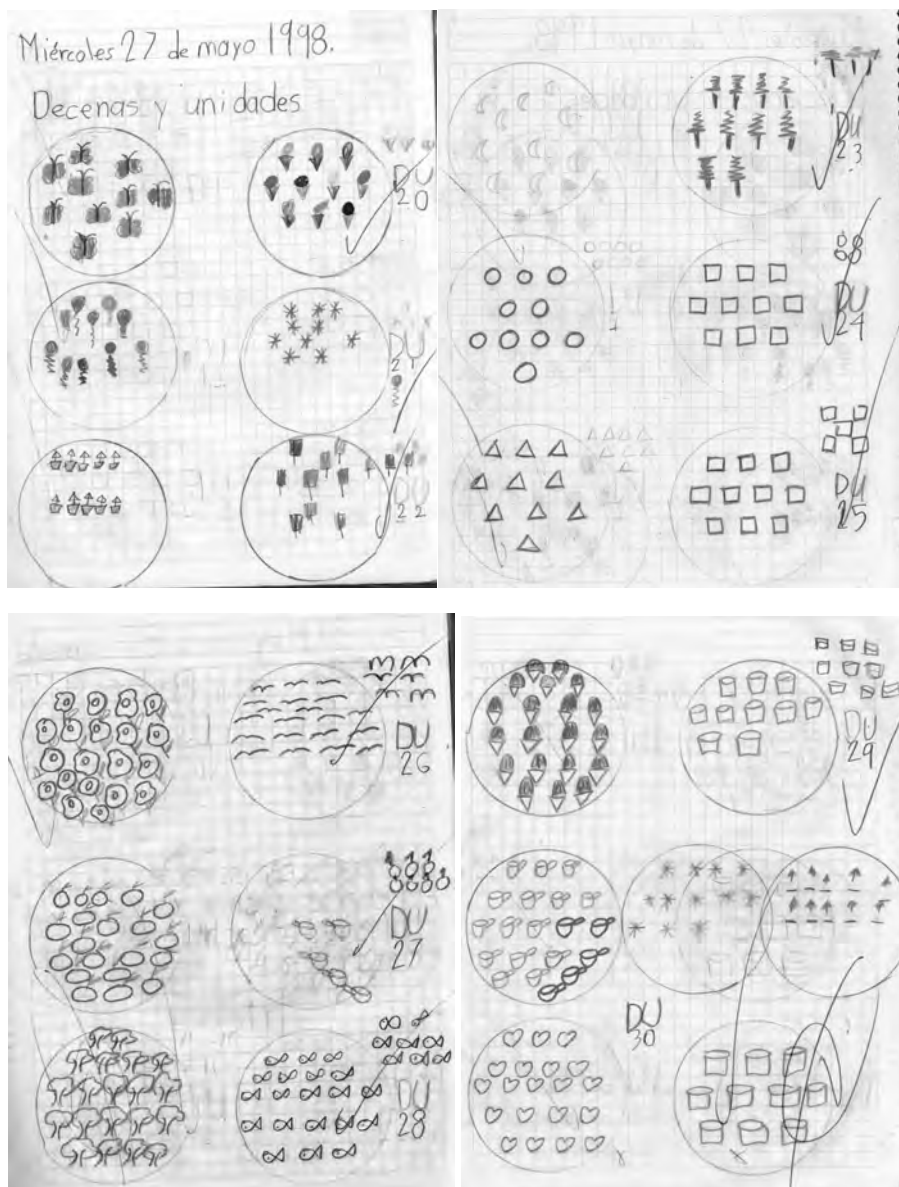 Miércoles 27 de mayo 1998.
Decenas y unidades
DU
20
DU
21
DU
22
DU
23
DU
24
DU
25
DU
26
DU
27
DU
28
DU
29
DU
30